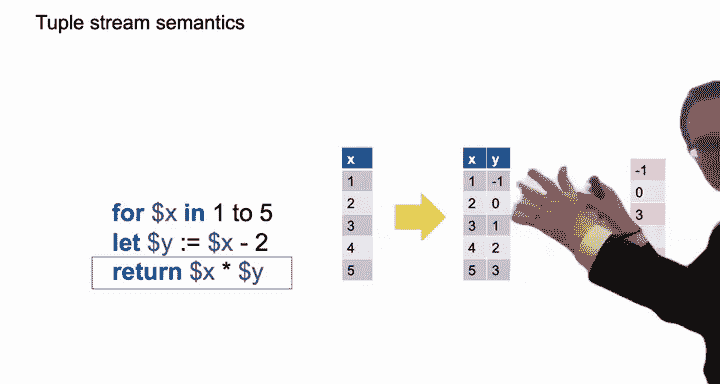 Tuple stream semantics
for $x in 1 to 5
let $y := $x - 2
return $x * $y
x
1
2
3
4
5
x y
1 -1
2 0
3 1
4 2
5 3
-1
0
3